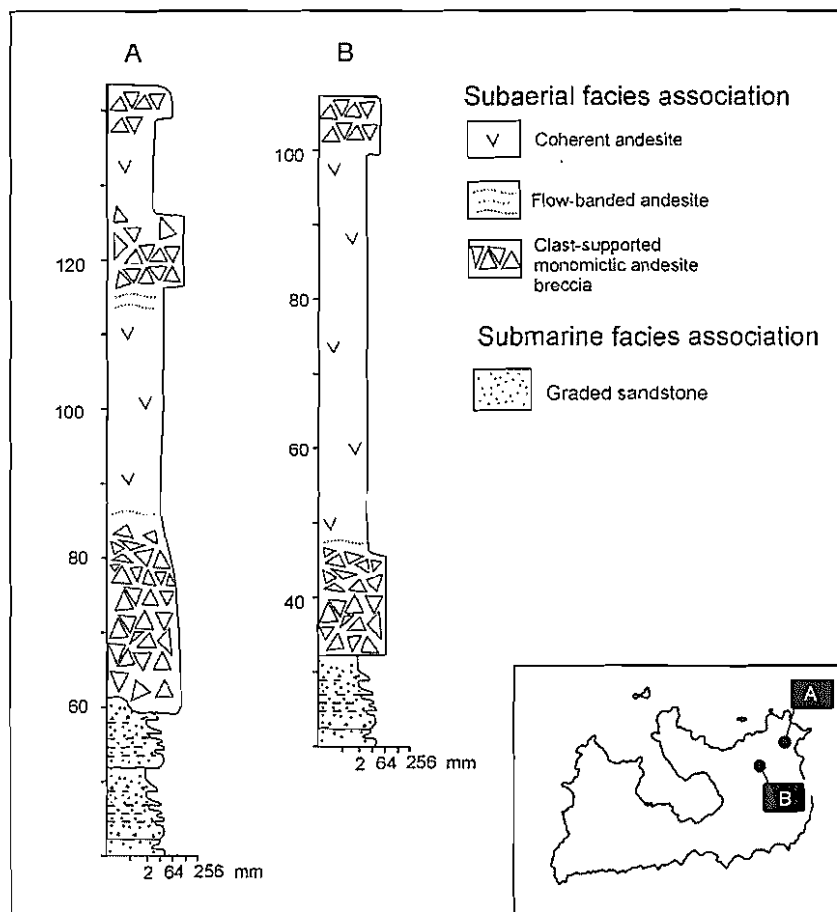 A
B
Subaerial facies association
Coherent andesite
Flow-banded andesite
Clast-supported
monomictic andesite
breccia
Submarine facies association
Graded sandstone
120
100
80
60
2 64 256 mm
100
80
60
40
2 64 256 mm
A
B